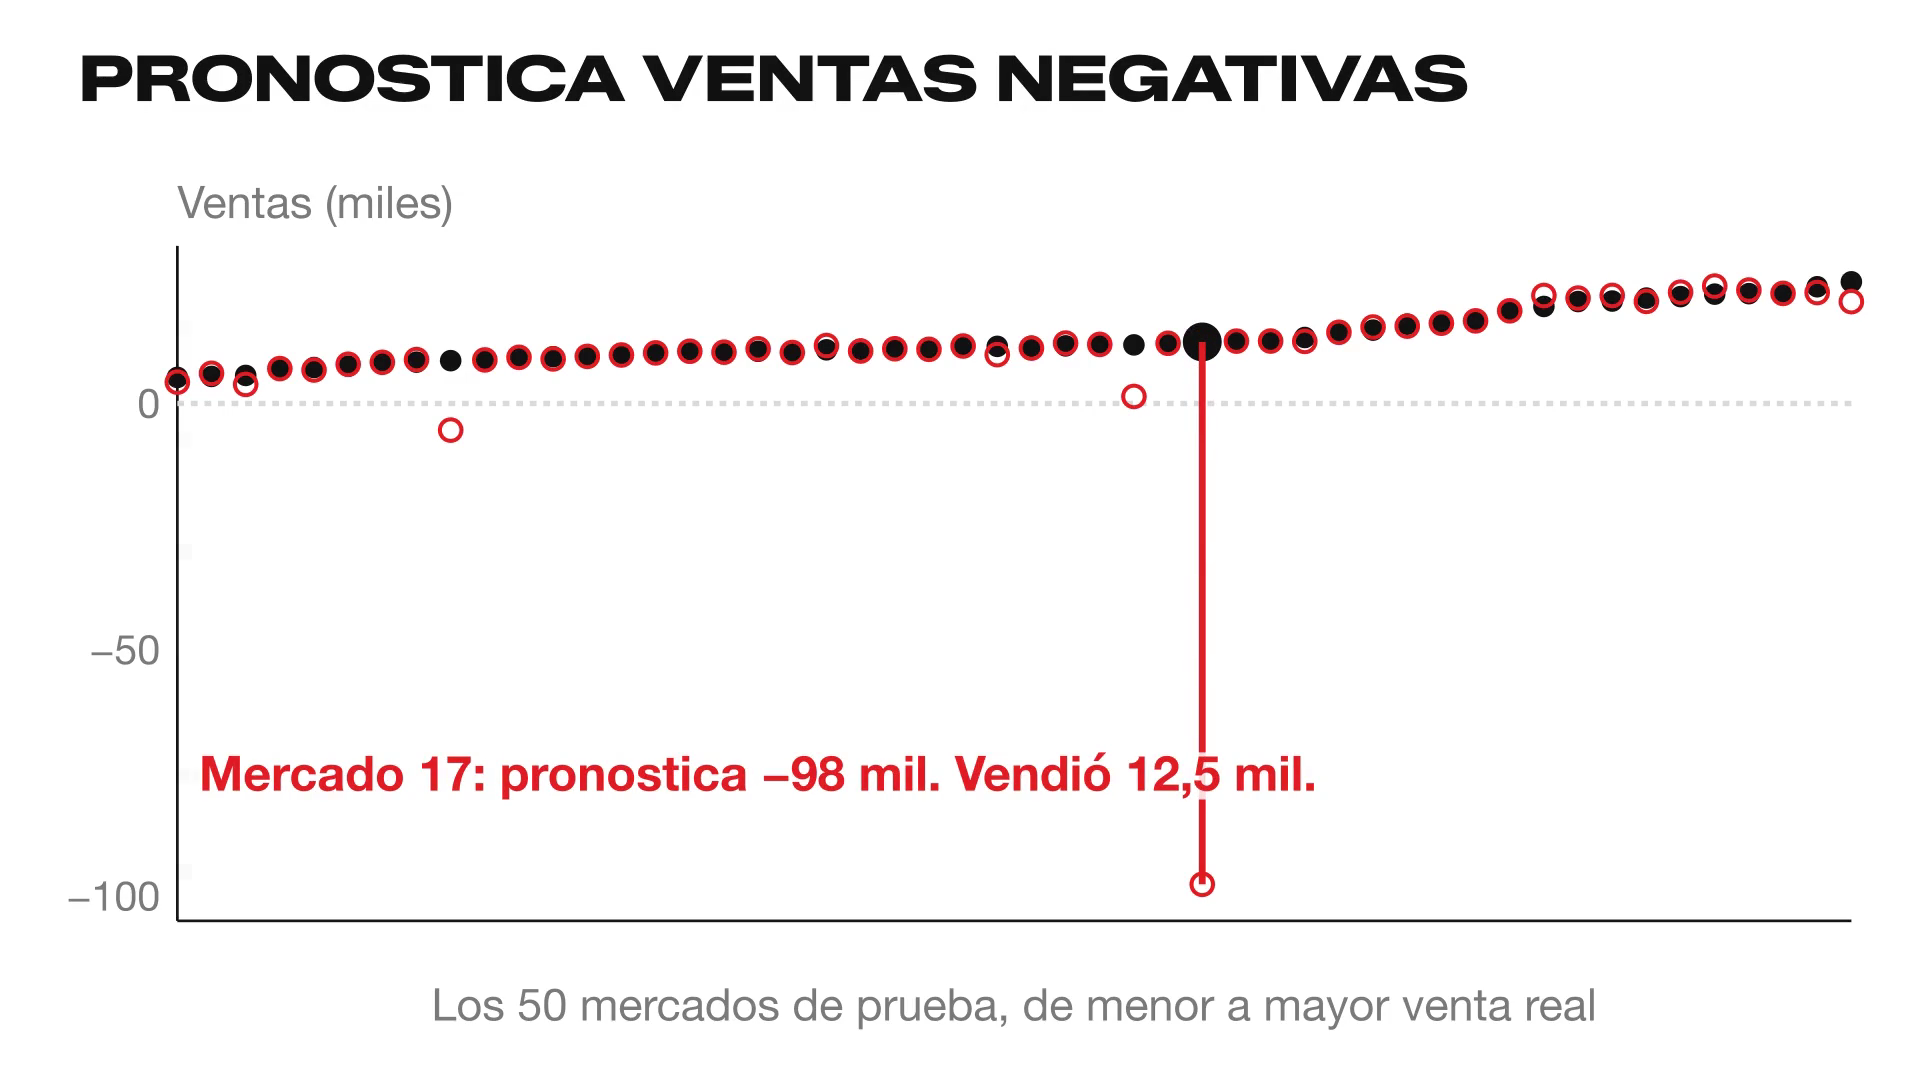 PRONOSTICA VENTAS NEGATIVAS
Ventas (miles)
0
−50
Mercado 17: pronostica −98 mil. Vendió 12,5 mil.
−100
Los 50 mercados de prueba, de menor a mayor venta real